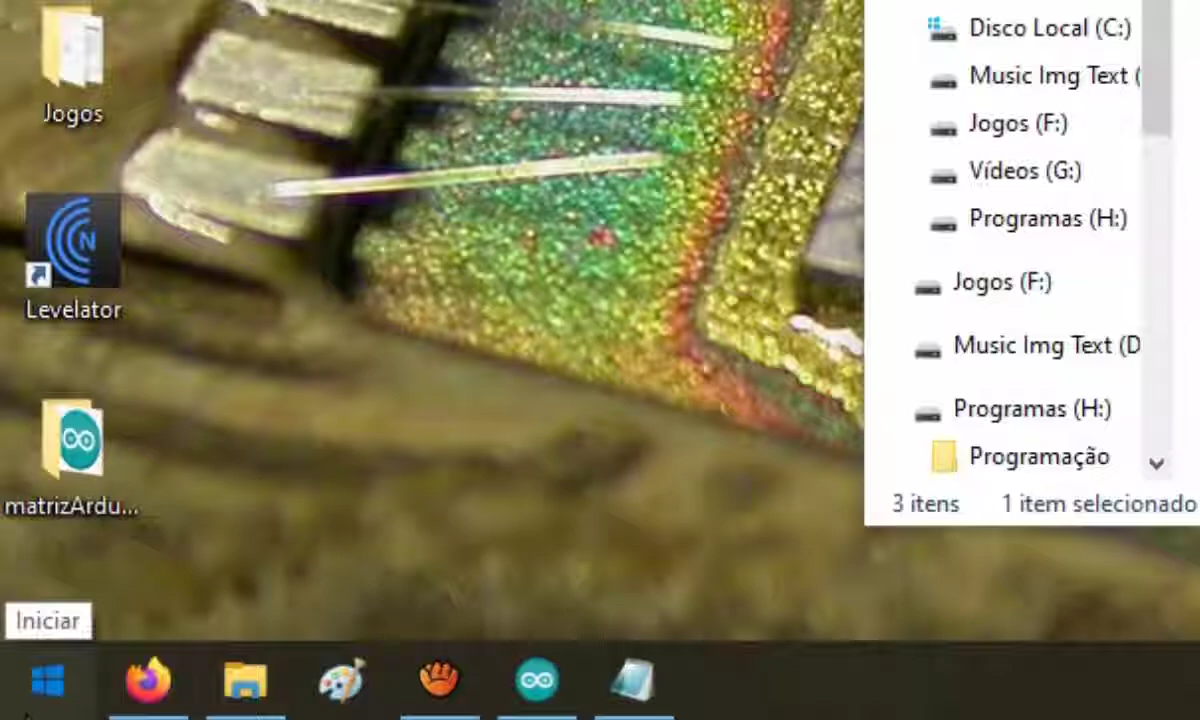 Jogos
Levelator
matrizArdu...
Iniciar
Disco Local (C:)
Music Img Text (
Jogos (F:)
Vídeos (G:)
Programas (H:)
Jogos (F:)
Music Img Text (D
Programas (H:)
Programação
3 itens
1 item selecionado